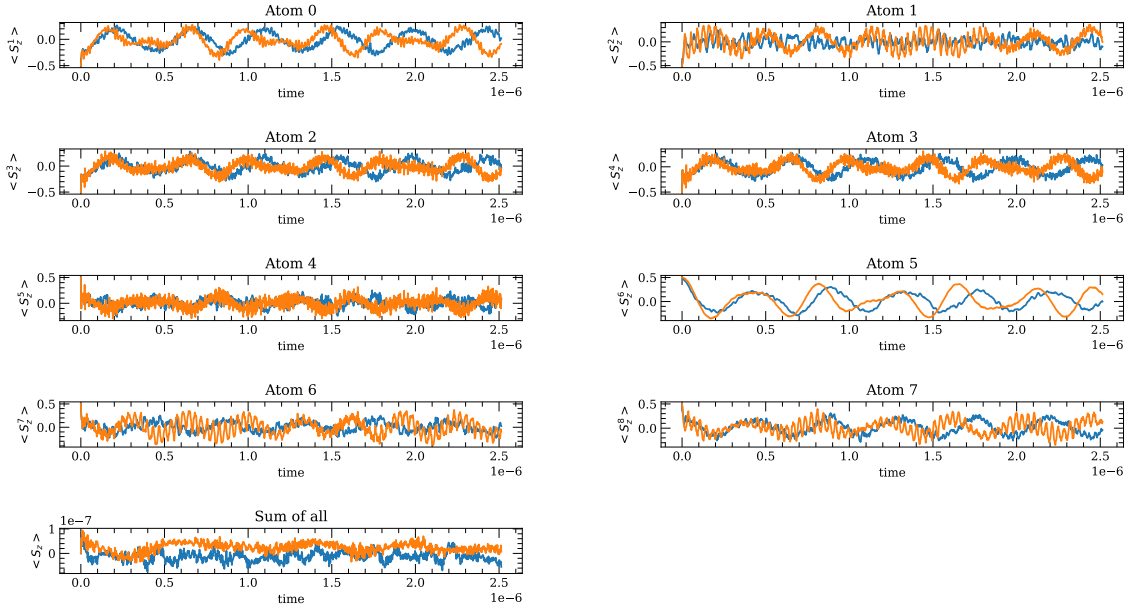 Atom 0
< S_z^1 >
0.0
−0.5
0.0 0.5 1.0 1.5 2.0 2.5
1e−6
time
Atom 1
< S_z^2 >
0.0
−0.5
0.0 0.5 1.0 1.5 2.0 2.5
1e−6
time
Atom 2
< S_z^3 >
0.0
−0.5
0.0 0.5 1.0 1.5 2.0 2.5
1e−6
time
Atom 3
< S_z^4 >
0.0
−0.5
0.0 0.5 1.0 1.5 2.0 2.5
1e−6
time
Atom 4
< S_z^5 >
0.5
0.0
0.0 0.5 1.0 1.5 2.0 2.5
1e−6
time
Atom 5
< S_z^6 >
0.5
0.0
0.0 0.5 1.0 1.5 2.0 2.5
1e−6
time
Atom 6
< S_z^7 >
0.5
0.0
0.0 0.5 1.0 1.5 2.0 2.5
1e−6
time
Atom 7
< S_z^8 >
0.5
0.0
0.0 0.5 1.0 1.5 2.0 2.5
1e−6
time
Sum of all
1e−7
< S_z >
1
0
0.0 0.5 1.0 1.5 2.0 2.5
1e−6
time